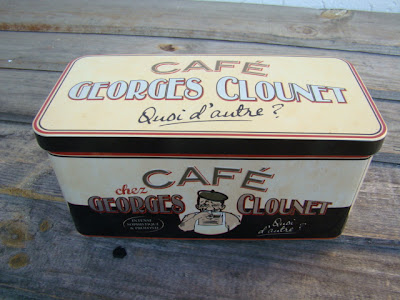 CAFÉ
GEORGES CLOUNET
Quoi d'autre?
CAFÉ
chez
GEORGES CLOUNET
Quoi
d'autre?